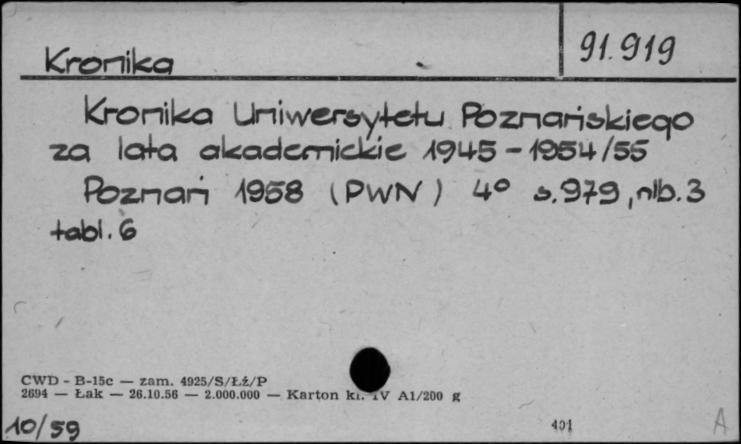 Kronika
91.919
Kronika Uniwersytetu Poznańskiego
za lata akademickie 1945-1954/55
Poznań 1958 (PWN) 4° s.979, nlb.3
tabl. 6
CWD - B-15c — zam. 4925/S/Łź/P
2694 — Łak — 26.10.56 — 2.000.000 — Karton kl. IV A1/200 g
10/59
401
A